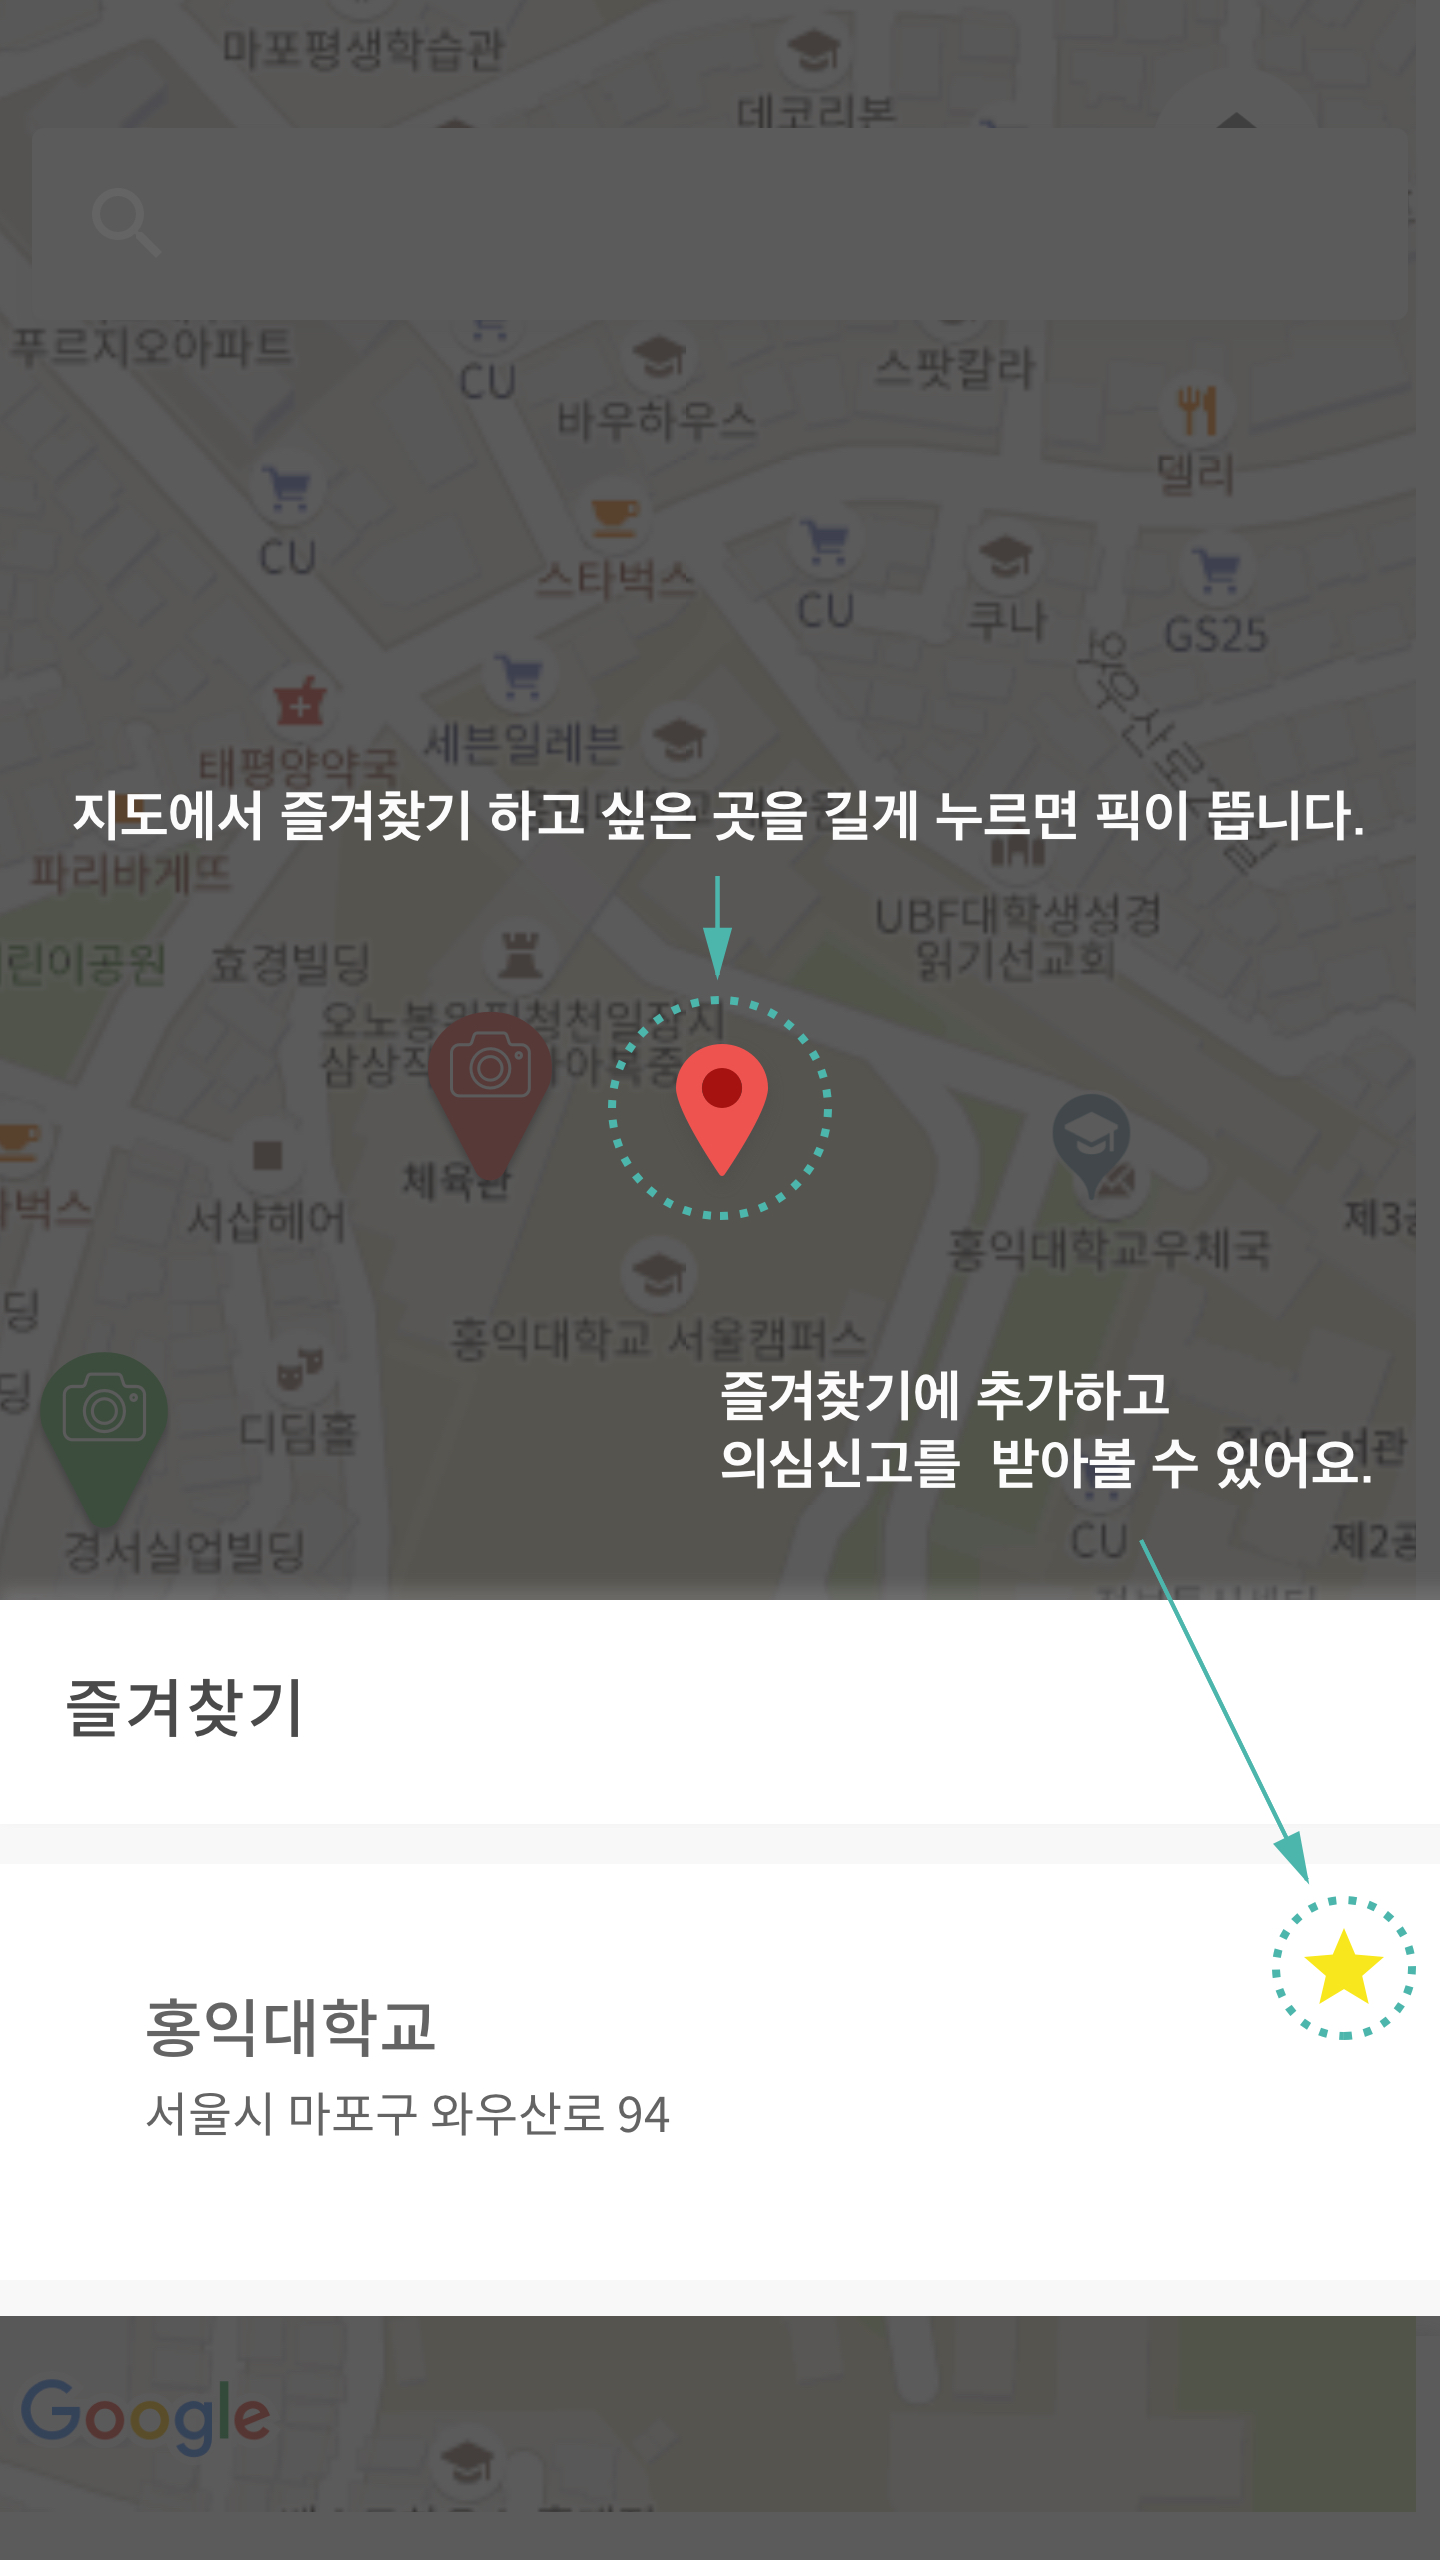 마포평생학습관
데코리본
푸르지오아파트
CU
바우하우스
스팟칼라
델리
CU
스타벅스
CU
쿠나
GS25
세븐일레븐
태평양약국
지도에서 즐겨찾기 하고 싶은 곳을 길게 누르면 픽이 뜹니다.
파리바게뜨
UBF대학생성경
읽기선교회
린이공원
효경빌딩
체육관
서샵헤어
벅스
홍익대학교우체국
제3공
딩
홍익대학교 서울캠퍼스
딩
디딤홀
즐겨찾기에 추가하고
의심신고를 받아볼 수 있어요.
경서실업빌딩
CU
제2공
즐겨찾기
홍익대학교
서울시 마포구 와우산로 94
Google